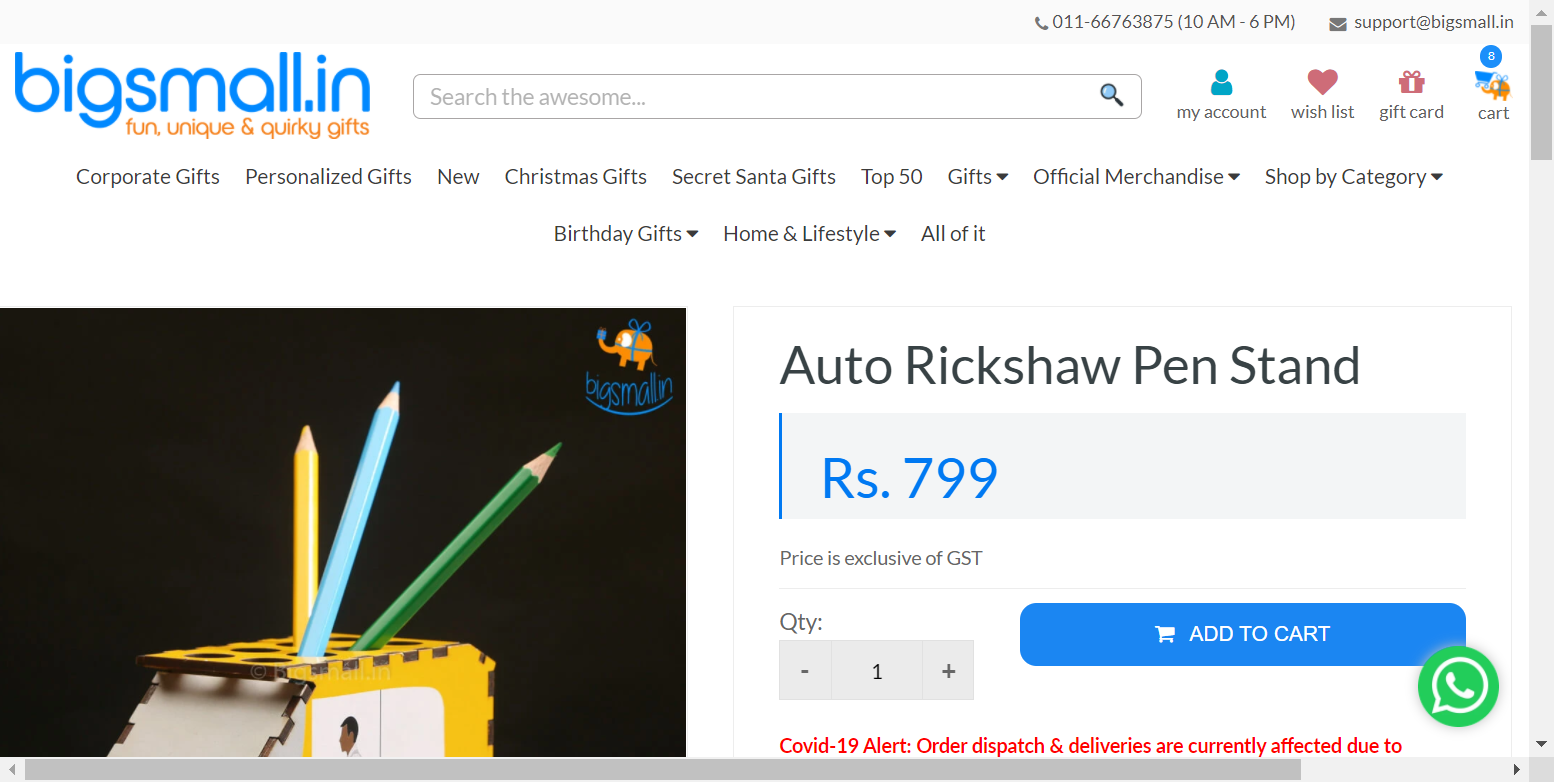 011-66763875 (10 AM - 6 PM) support@bigsmall.in
bigsmall.in
fun, unique & quirky gifts
Search the awesome...
my account
wish list
gift card
8
cart
Corporate Gifts Personalized Gifts New Christmas Gifts Secret Santa Gifts Top 50 Gifts Official Merchandise Shop by Category
Birthday Gifts Home & Lifestyle All of it
bigsmall.in
© bigsmall.in
Auto Rickshaw Pen Stand
Rs. 799
Price is exclusive of GST
Qty:
- 1 +
ADD TO CART
Covid-19 Alert: Order dispatch & deliveries are currently affected due to